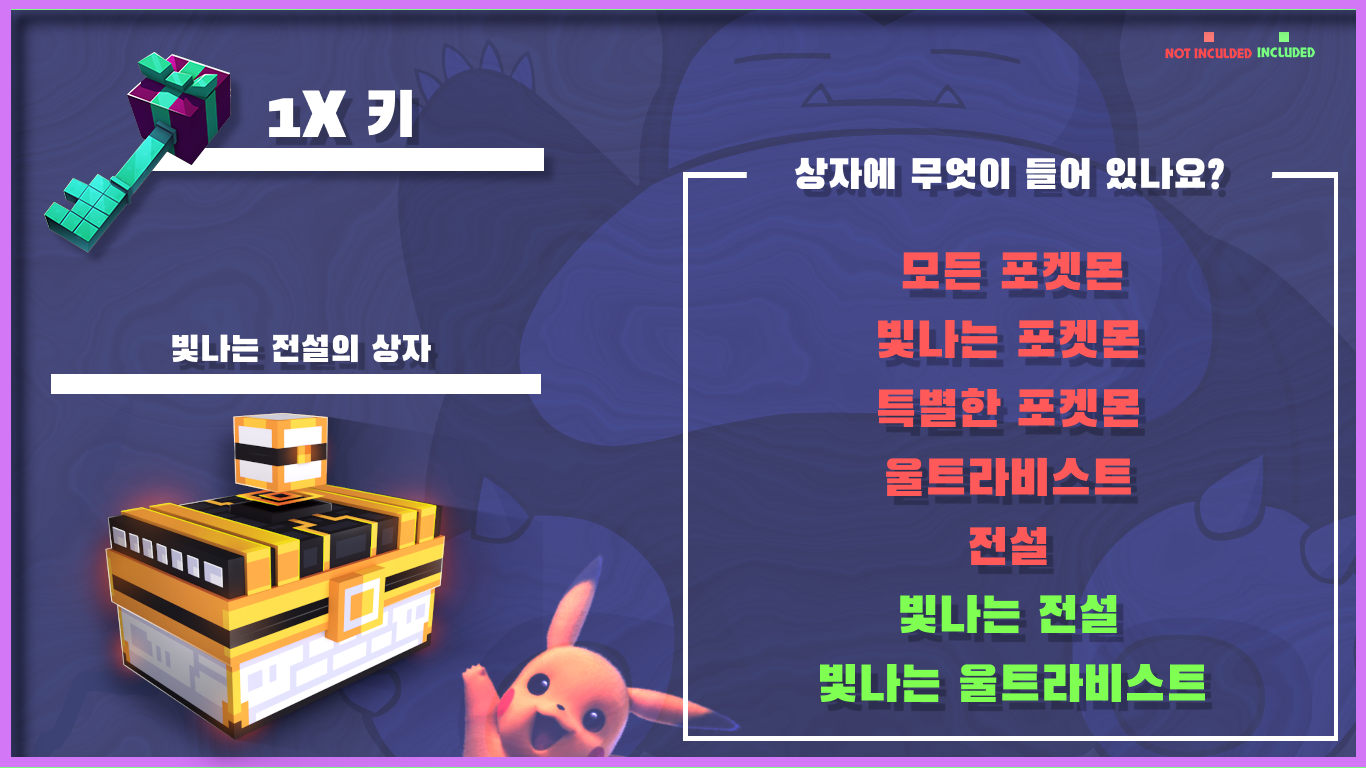 NOT INCULDED INCLUDED
1X 키
상자에 무엇이 들어 있나요?
모든 포켓몬
빛나는 포켓몬
특별한 포켓몬
울트라비스트
전설
빛나는 전설
빛나는 울트라비스트
빛나는 전설의 상자